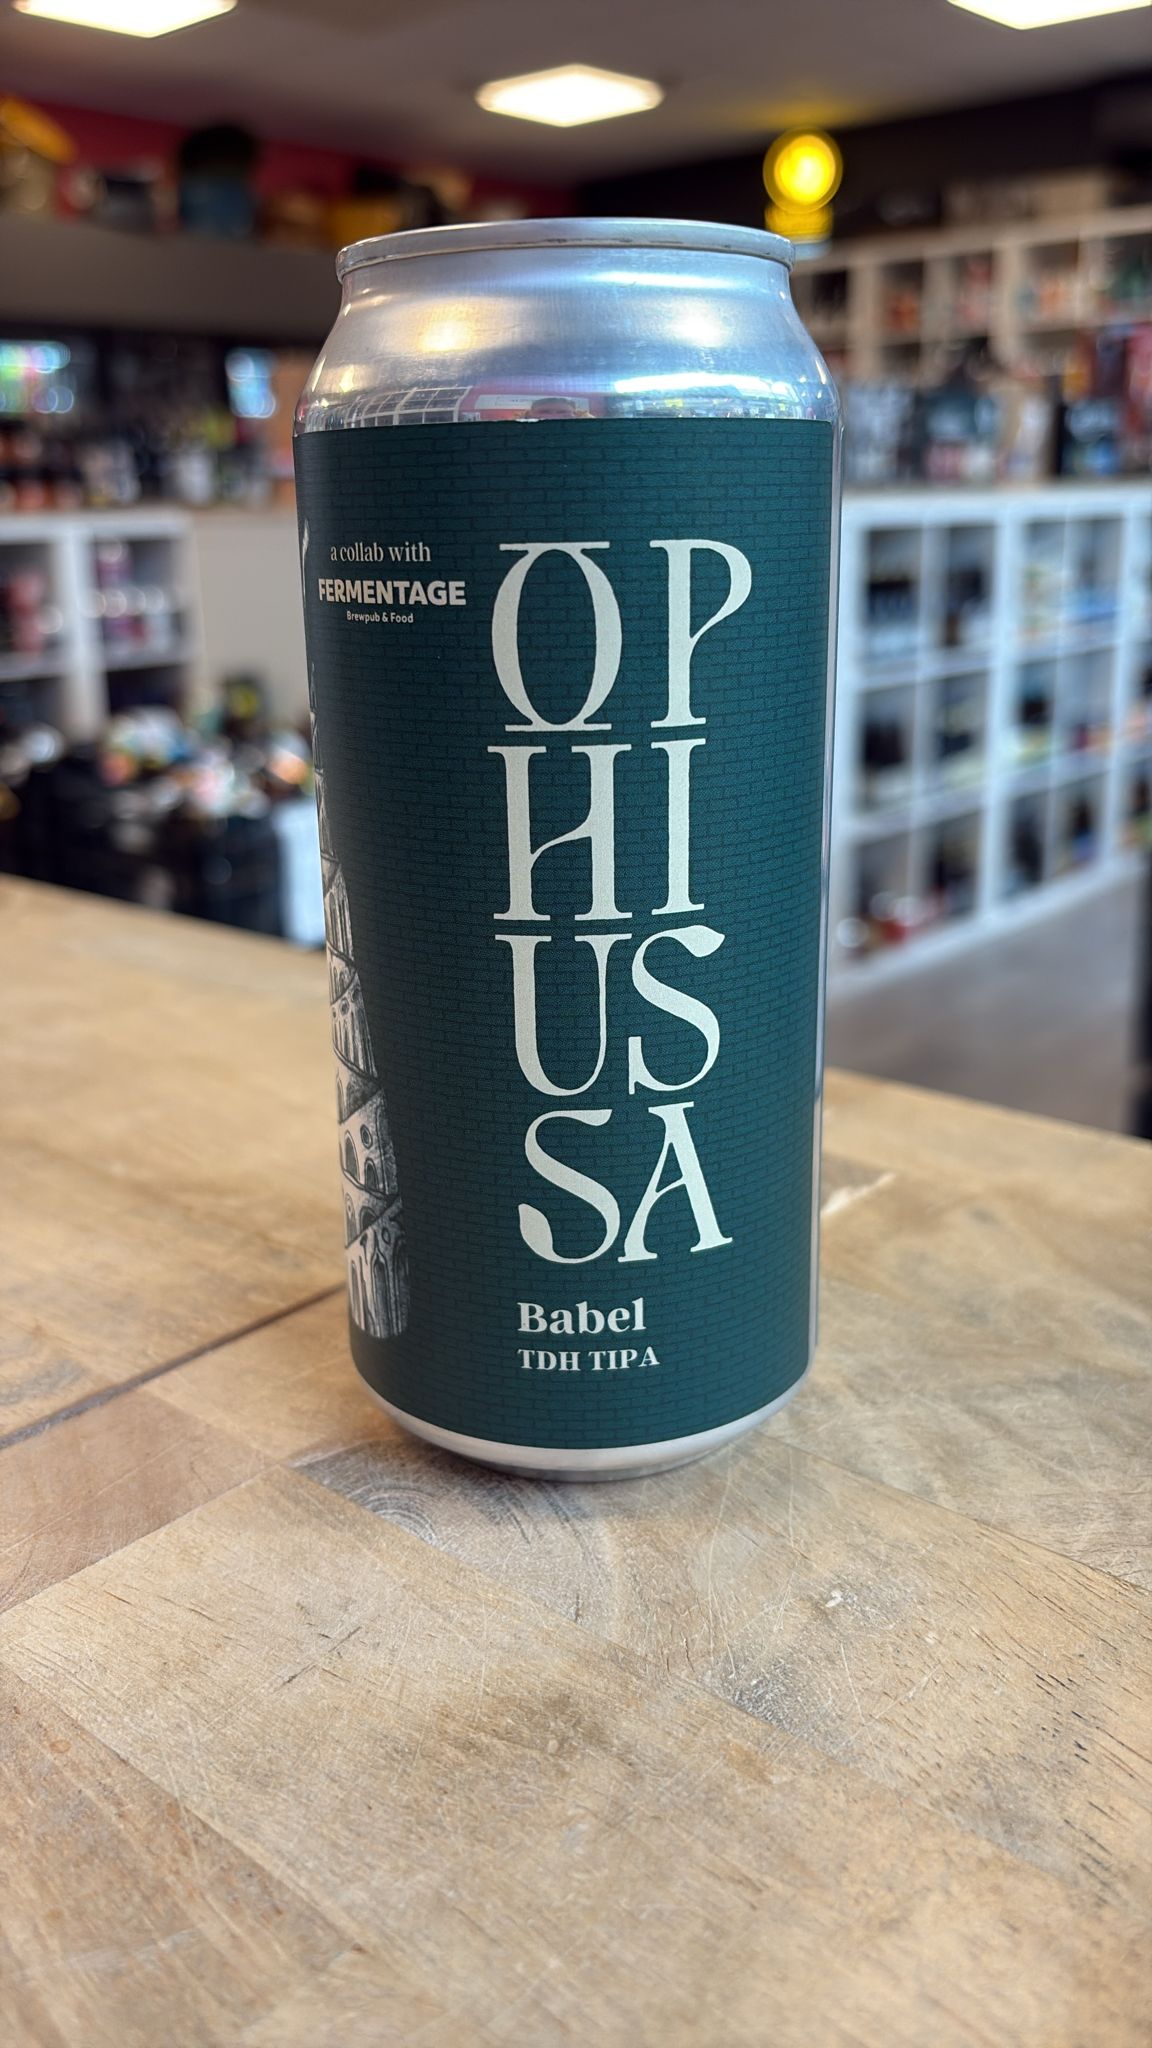 a collab with
FERMENTAGE
Brewpub & Food
OP
HI
US
SA
Babel
TDH TIPA